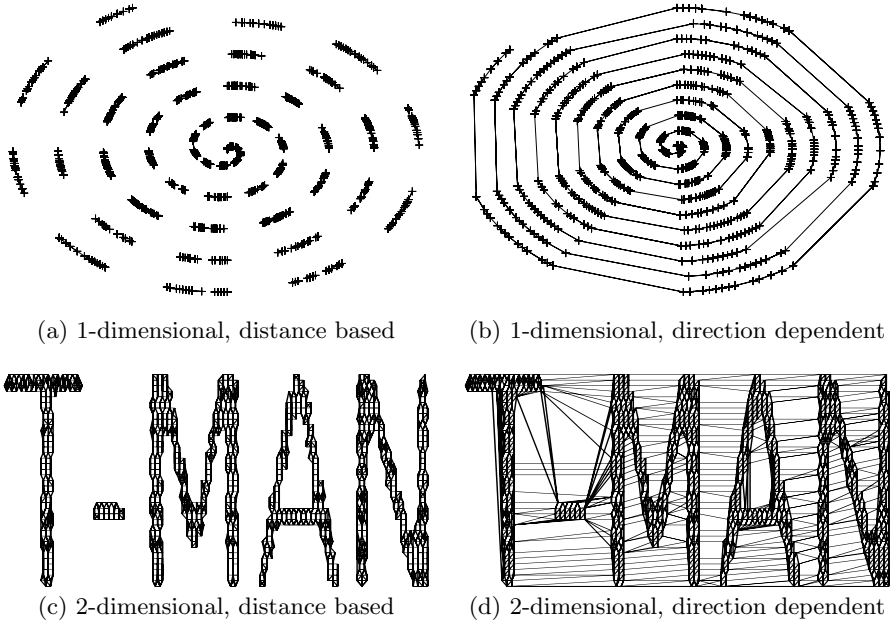 (a) 1-dimensional, distance based
(b) 1-dimensional, direction dependent
T-MAN
T-MAN
(c) 2-dimensional, distance based
(d) 2-dimensional, direction dependent